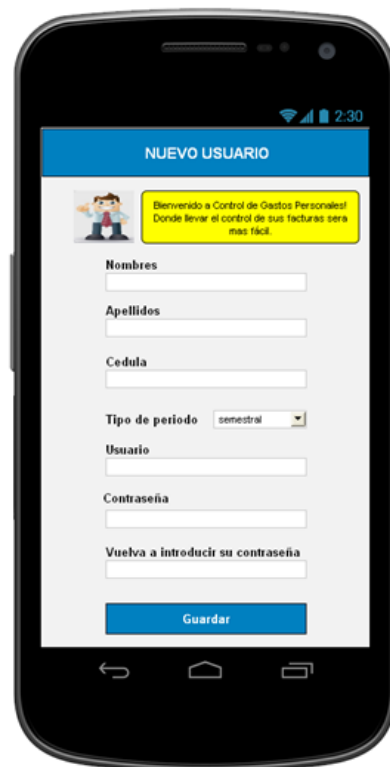 2:30
NUEVO USUARIO
Bienvenido a Control de Gastos Personales!
Donde llevar el control de sus facturas sera
mas fácil.
Nombres
Apellidos
Cedula
Tipo de periodo semestral
Usuario
Contraseña
Vuelva a introducir su contraseña
Guardar